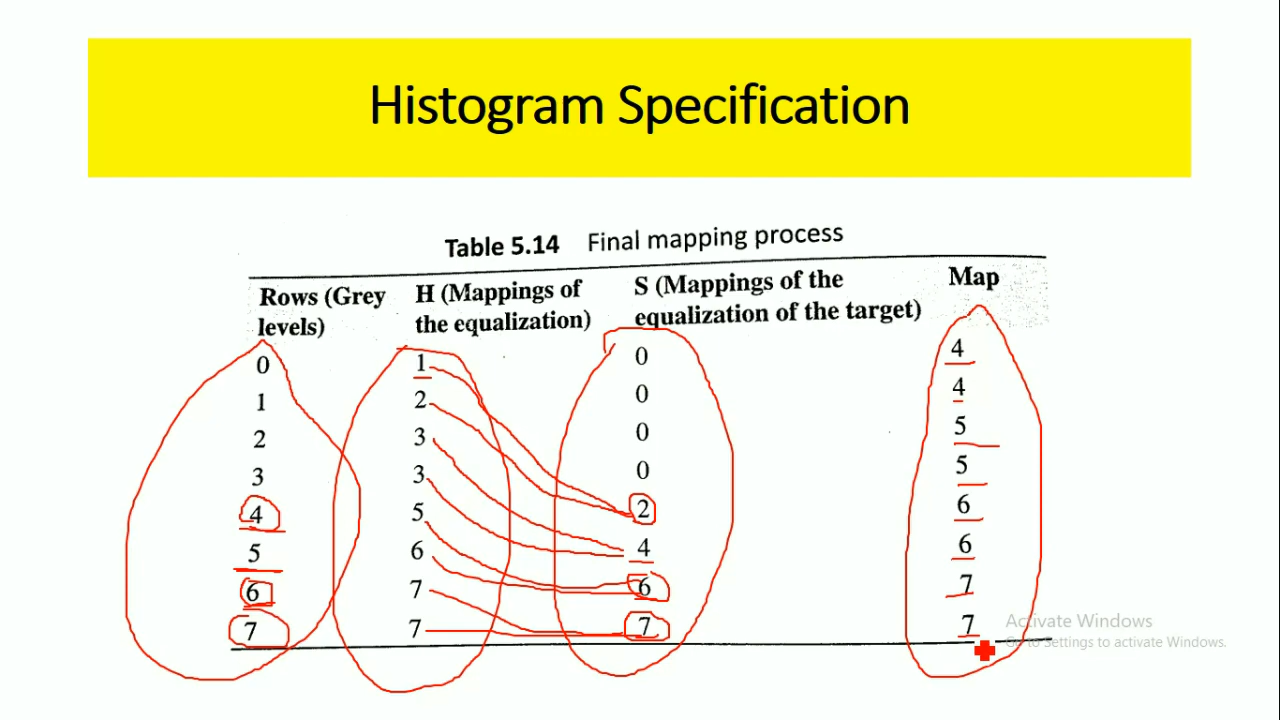 Histogram Specification
Table 5.14 Final mapping process
Rows (Grey levels) H (Mappings of the equalization) S (Mappings of the equalization of the target) Map
0 1 0 4
1 2 0 4
2 3 0 5
3 3 0 5
4 5 2 6
5 6 4 6
6 7 6 7
7 7 7 7
Activate Windows
Go to Settings to activate Windows.